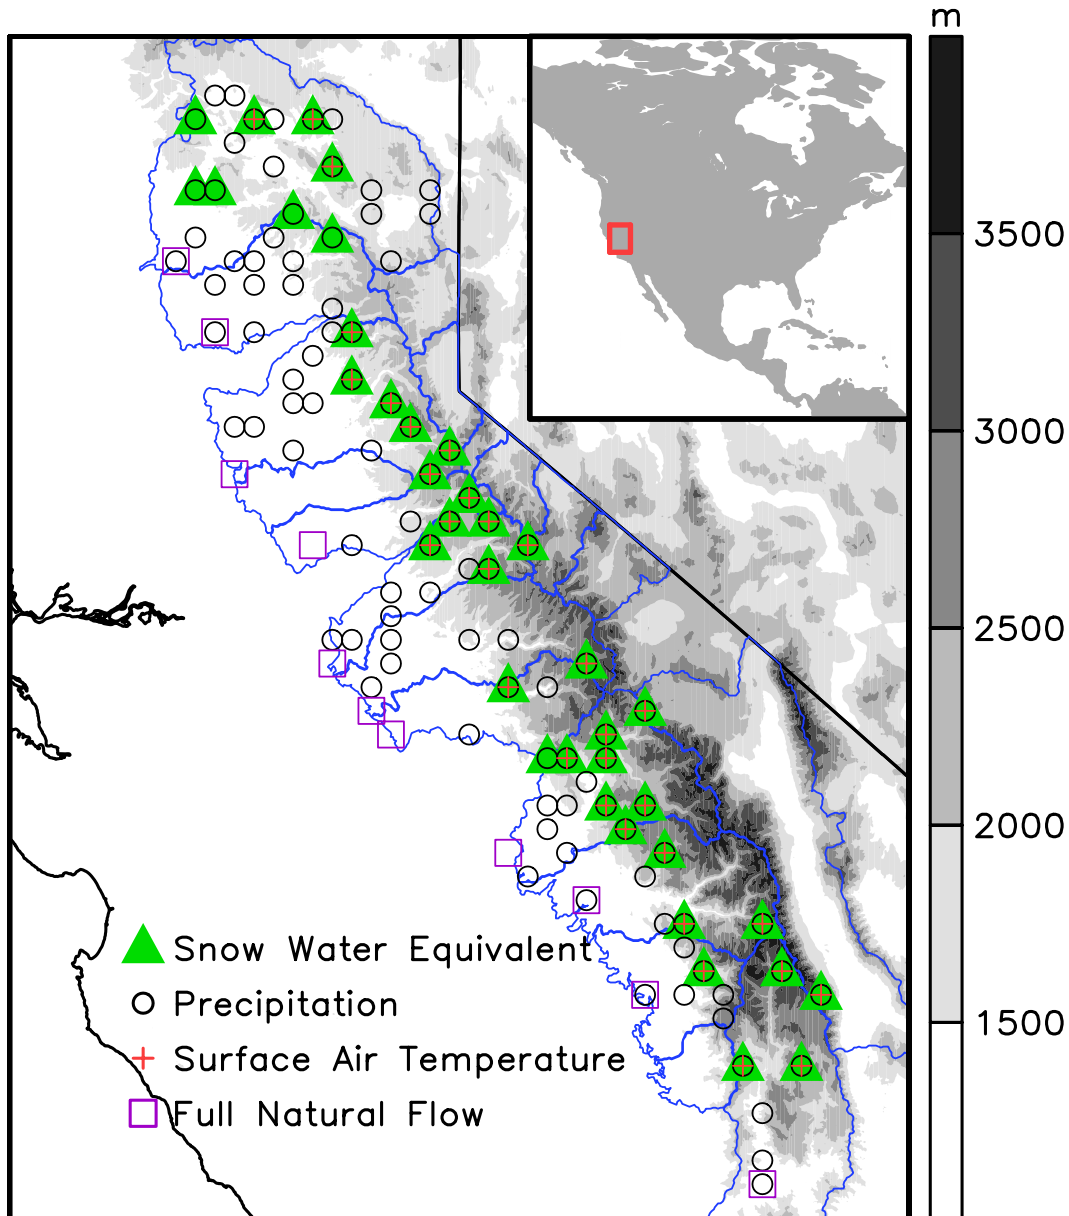 m
3500
3000
2500
2000
1500
Snow Water Equivalent
Precipitation
Surface Air Temperature
Full Natural Flow